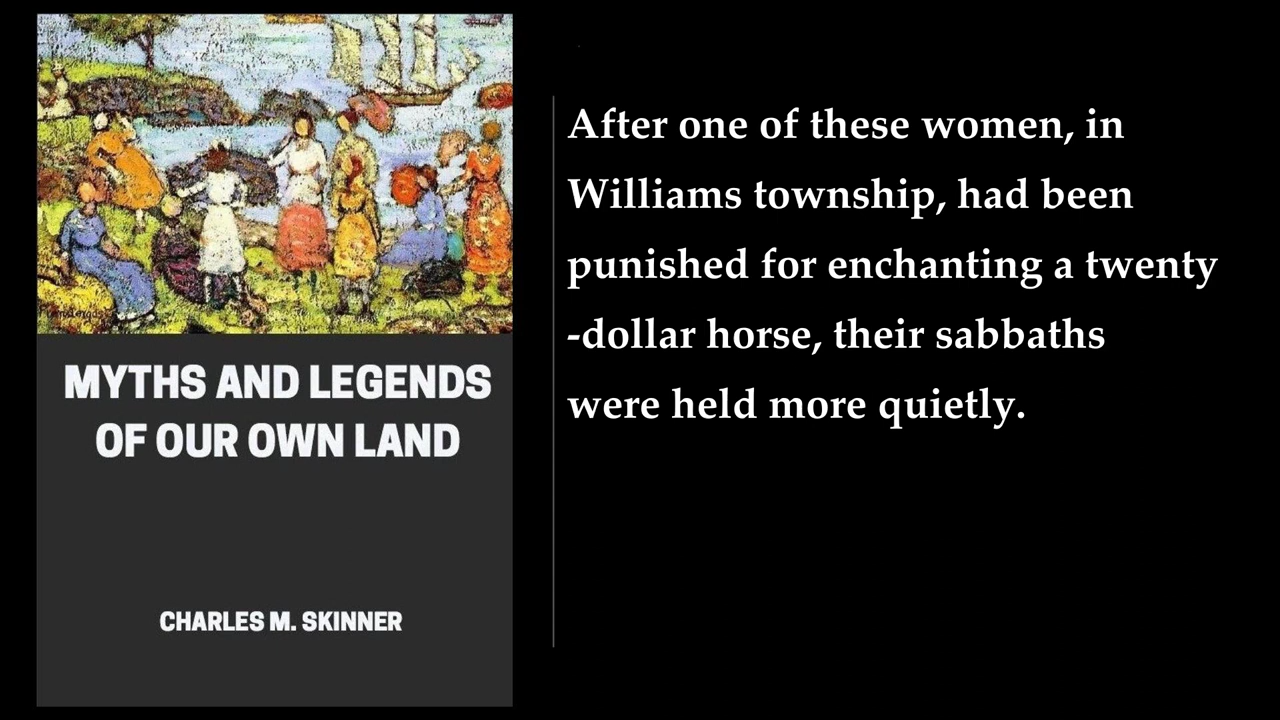 MYTHS AND LEGENDS
OF OUR OWN LAND
CHARLES M. SKINNER
After one of these women, in
Williams township, had been
punished for enchanting a twenty
-dollar horse, their sabbaths
were held more quietly.